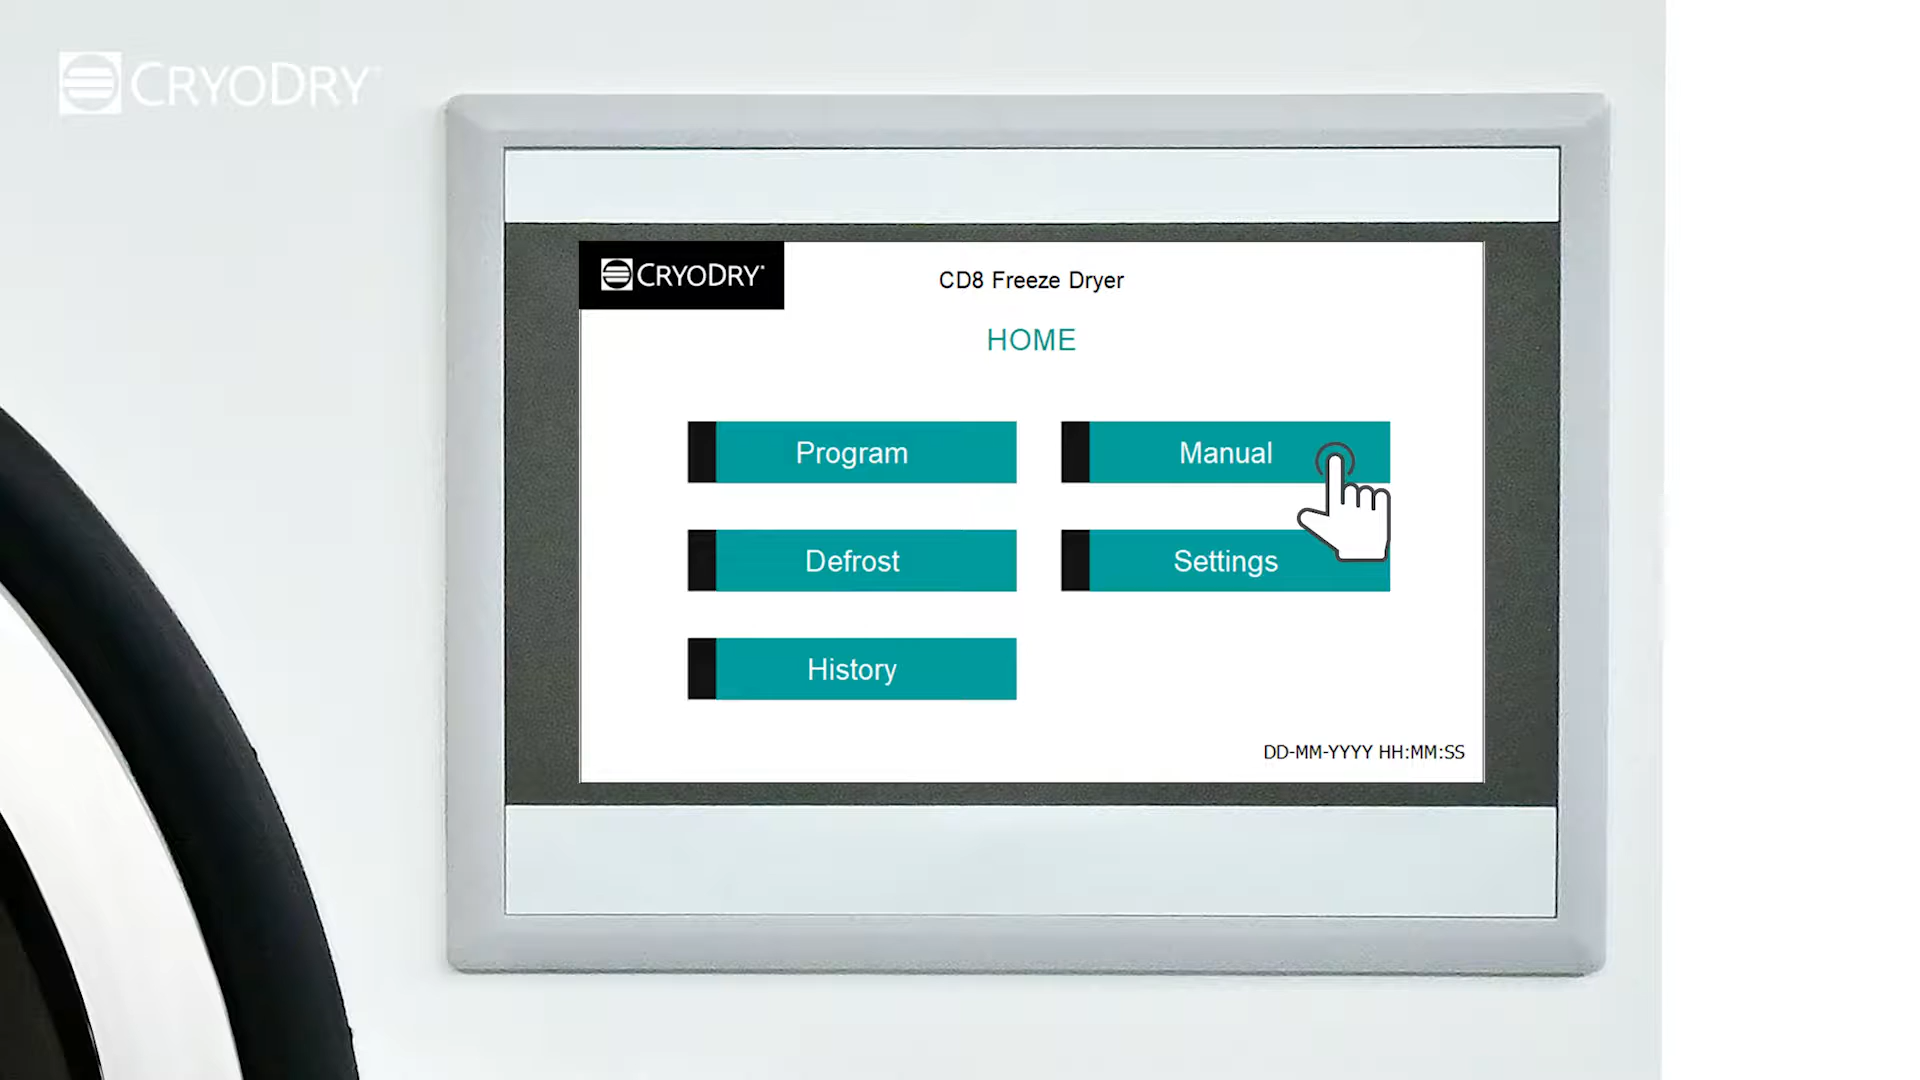 CRYODRY
CRYODRY
CD8 Freeze Dryer
HOME
Program
Manual
Defrost
Settings
History
DD-MM-YYYY HH:MM:SS